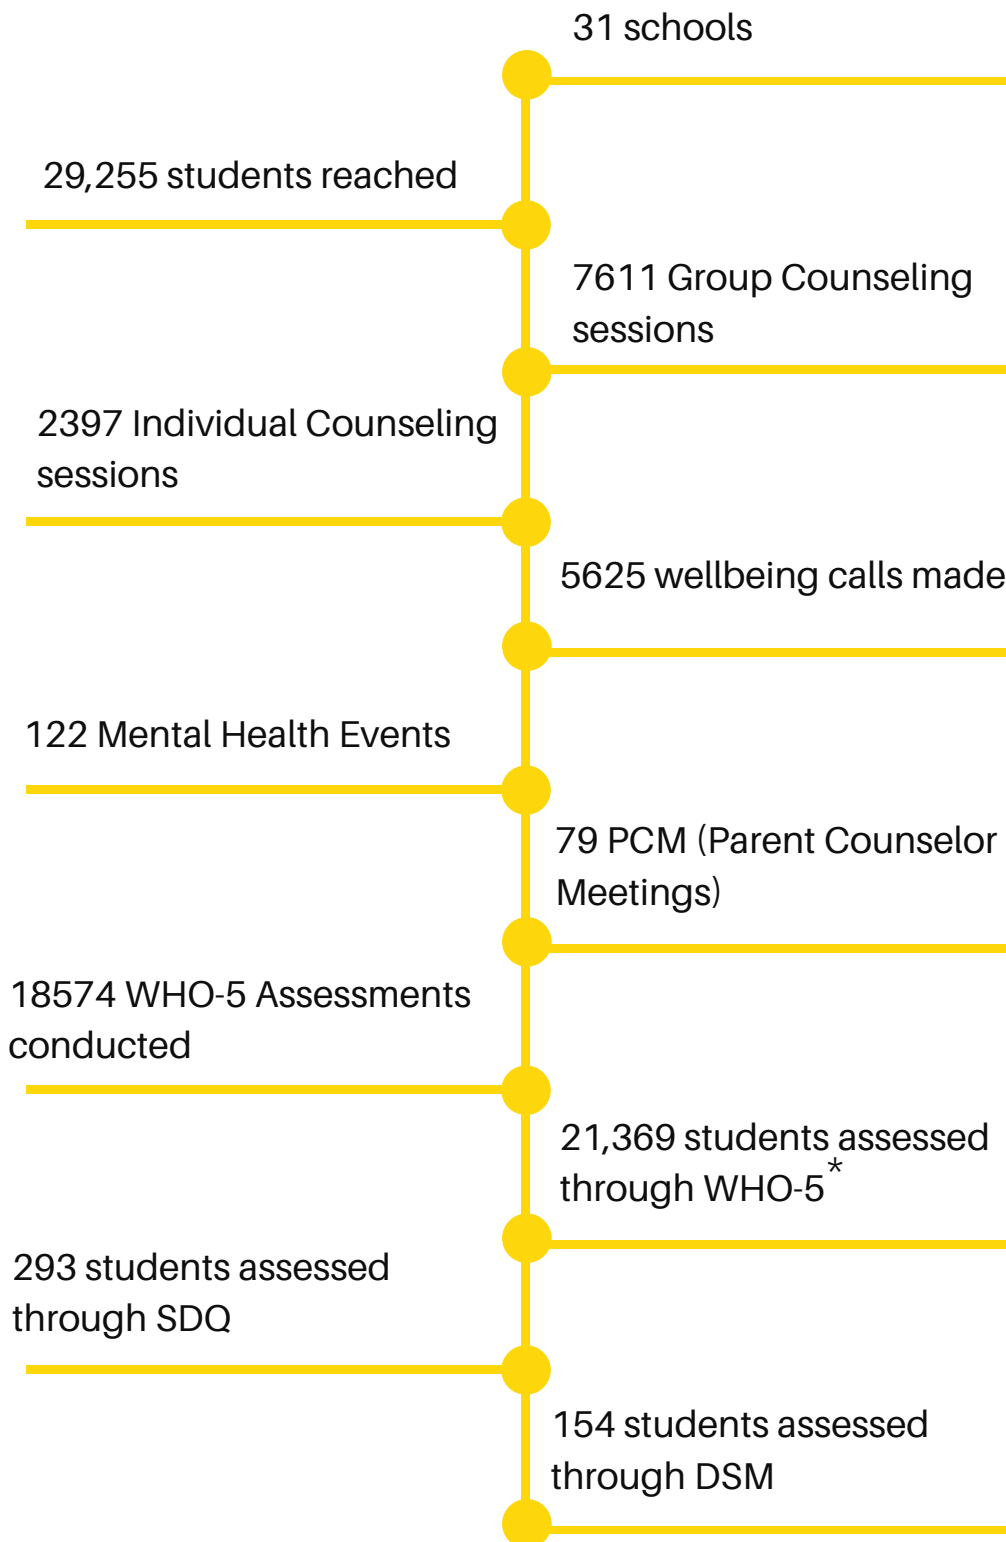 31 schools
29,255 students reached
7611 Group Counseling
sessions
2397 Individual Counseling
sessions
5625 wellbeing calls made
122 Mental Health Events
79 PCM (Parent Counselor
Meetings)
18574 WHO-5 Assessments
conducted
21,369 students assessed
through WHO-5*
293 students assessed
through SDQ
154 students assessed
through DSM